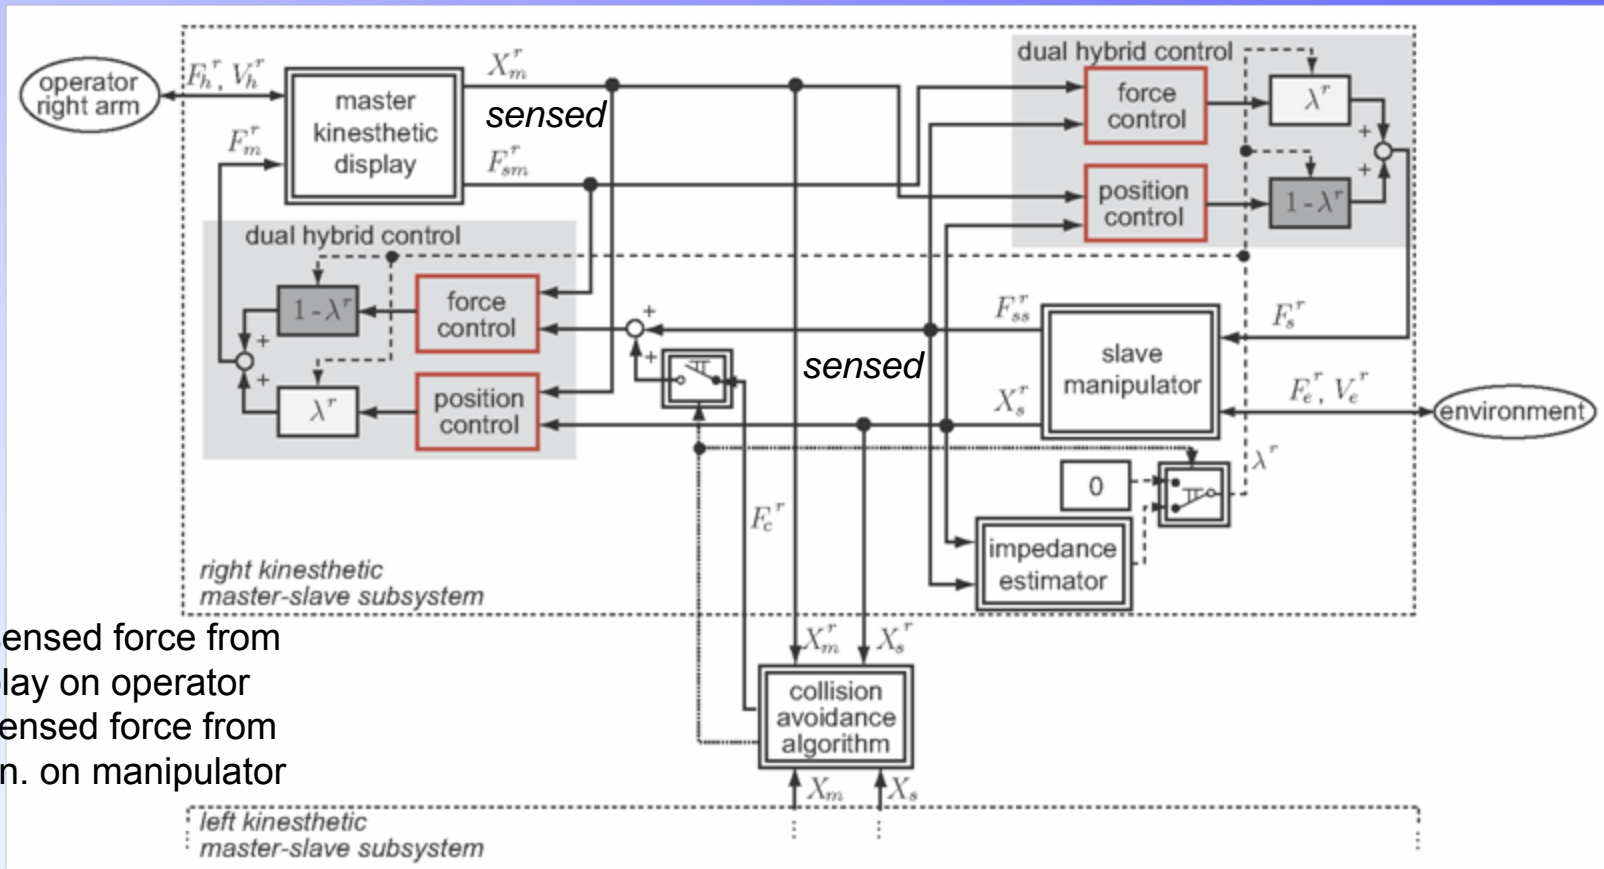 operator
right arm
F_h^r, V_h^r
F_m^r
master
kinesthetic
display
X_m^r
sensed
F_sm^r
dual hybrid control
force
control
position
control
λ^r
1 - λ^r
+
+
dual hybrid control
1 - λ^r
λ^r
+
+
force
control
position
control
+
+
F_ss^r
sensed
X_s^r
slave
manipulator
F_s^r
F_e^r, V_e^r
environment
0
λ^r
impedance
estimator
F_c^r
right kinesthetic
master-slave subsystem
sensed force from
lay on operator
ensed force from
n. on manipulator
X_m^r
X_s^r
collision
avoidance
algorithm
X_m
X_s
left kinesthetic
master-slave subsystem